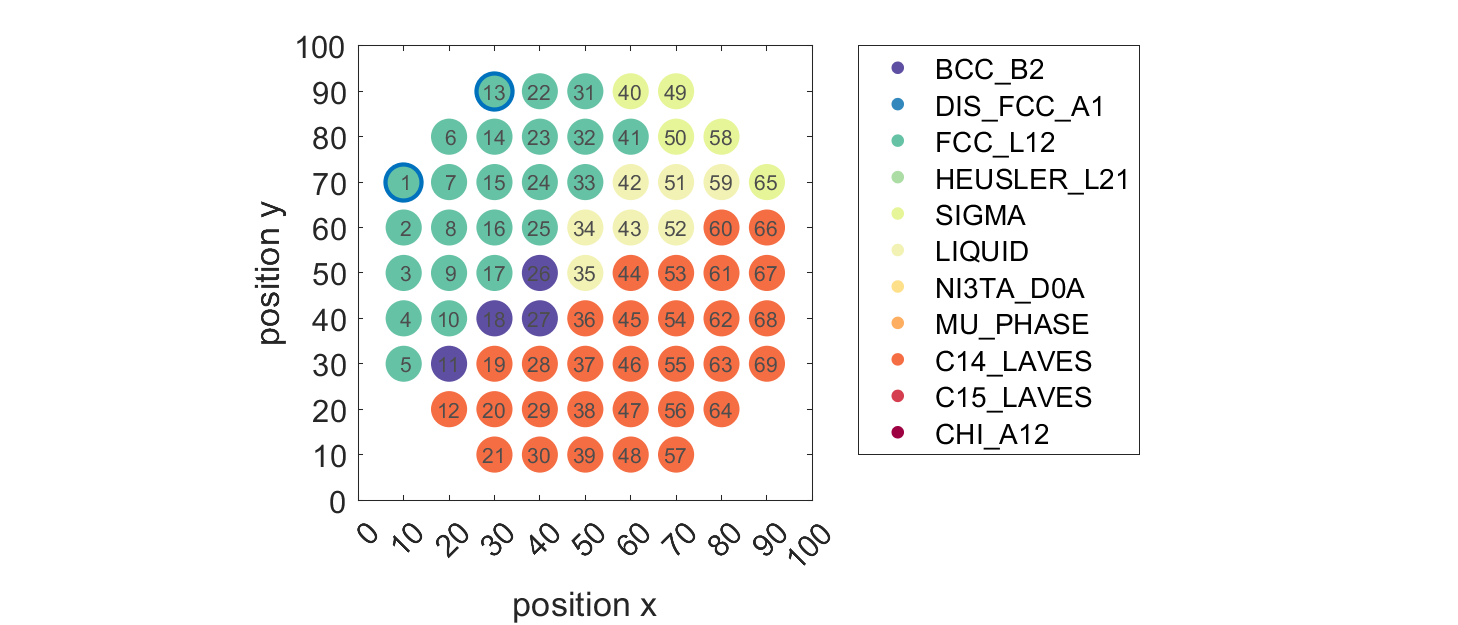 100
90
80
70
60
50
40
30
20
10
0
position y
13 22 31 40 49
6 14 23 32 41 50 58
1 7 15 24 33 42 51 59 65
2 8 16 25 34 43 52 60 66
3 9 17 26 35 44 53 61 67
4 10 18 27 36 45 54 62 68
5 11 19 28 37 46 55 63 69
12 20 29 38 47 56 64
21 30 39 48 57
0 10 20 30 40 50 60 70 80 90 100
position x
BCC_B2
DIS_FCC_A1
FCC_L12
HEUSLER_L21
SIGMA
LIQUID
NI3TA_D0A
MU_PHASE
C14_LAVES
C15_LAVES
CHI_A12